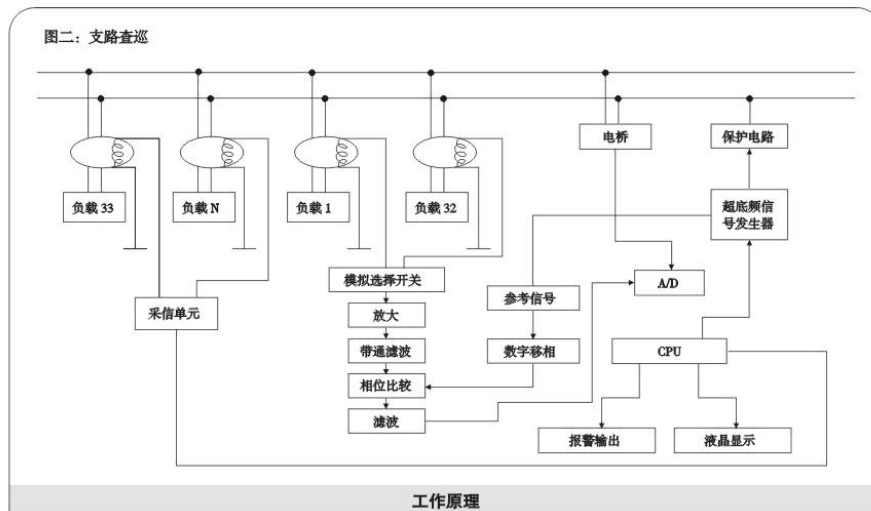 图二：支路查巡
电桥
保护电路
负载 33
负载 N
负载 1
负载 32
超底频信
号发生器
模拟选择开关
A/D
参考信号
采信单元
放大
带通滤波
数字移相
CPU
相位比较
滤波
报警输出
液晶显示
工作原理